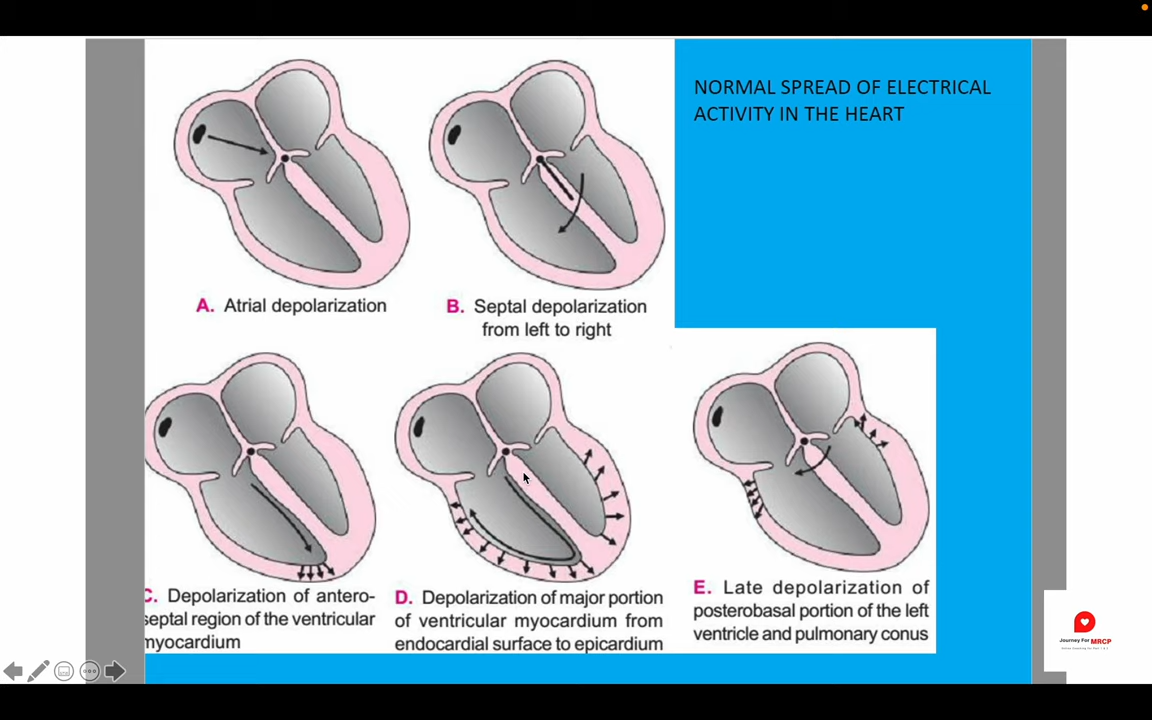 NORMAL SPREAD OF ELECTRICAL
ACTIVITY IN THE HEART
A. Atrial depolarization
B. Septal depolarization
from left to right
C. Depolarization of antero-
septal region of the ventricular
myocardium
D. Depolarization of major portion
of ventricular myocardium from
endocardial surface to epicardium
E. Late depolarization of
posterobasal portion of the left
ventricle and pulmonary conus
Journey For MRCP